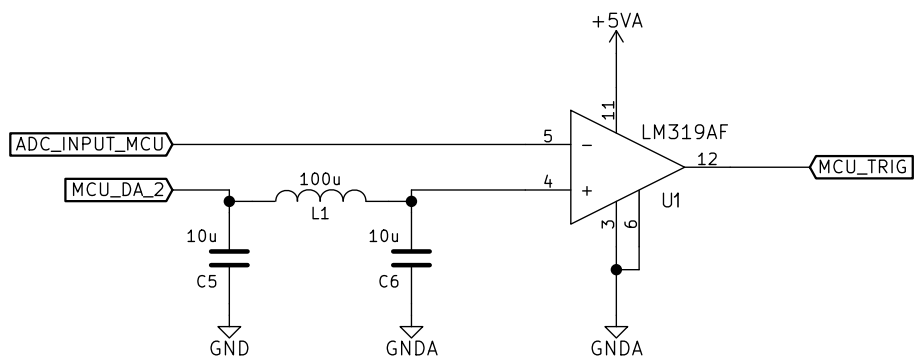 +5VA
11
LM319AF
ADC_INPUT_MCU
5
-
12
MCU_TRIG
MCU_DA_2
100u
L1
4
+
U1
3
6
10u
C5
10u
C6
GND
GNDA
GNDA